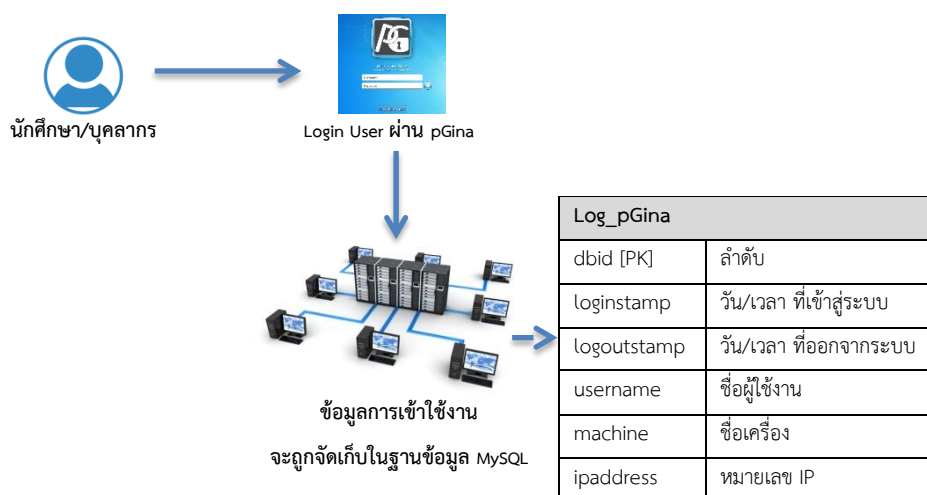 นักศึกษา/บุคลากร
Login User ผ่าน pGina
ข้อมูลการเข้าใช้งาน
จะถูกจัดเก็บในฐานข้อมูล MySQL
Log_pGina
dbid [PK] ลำดับ
loginstamp วัน/เวลา ที่เข้าสู่ระบบ
logoutstamp วัน/เวลา ที่ออกจากระบบ
username ชื่อผู้ใช้งาน
machine ชื่อเครื่อง
ipaddress หมายเลข IP